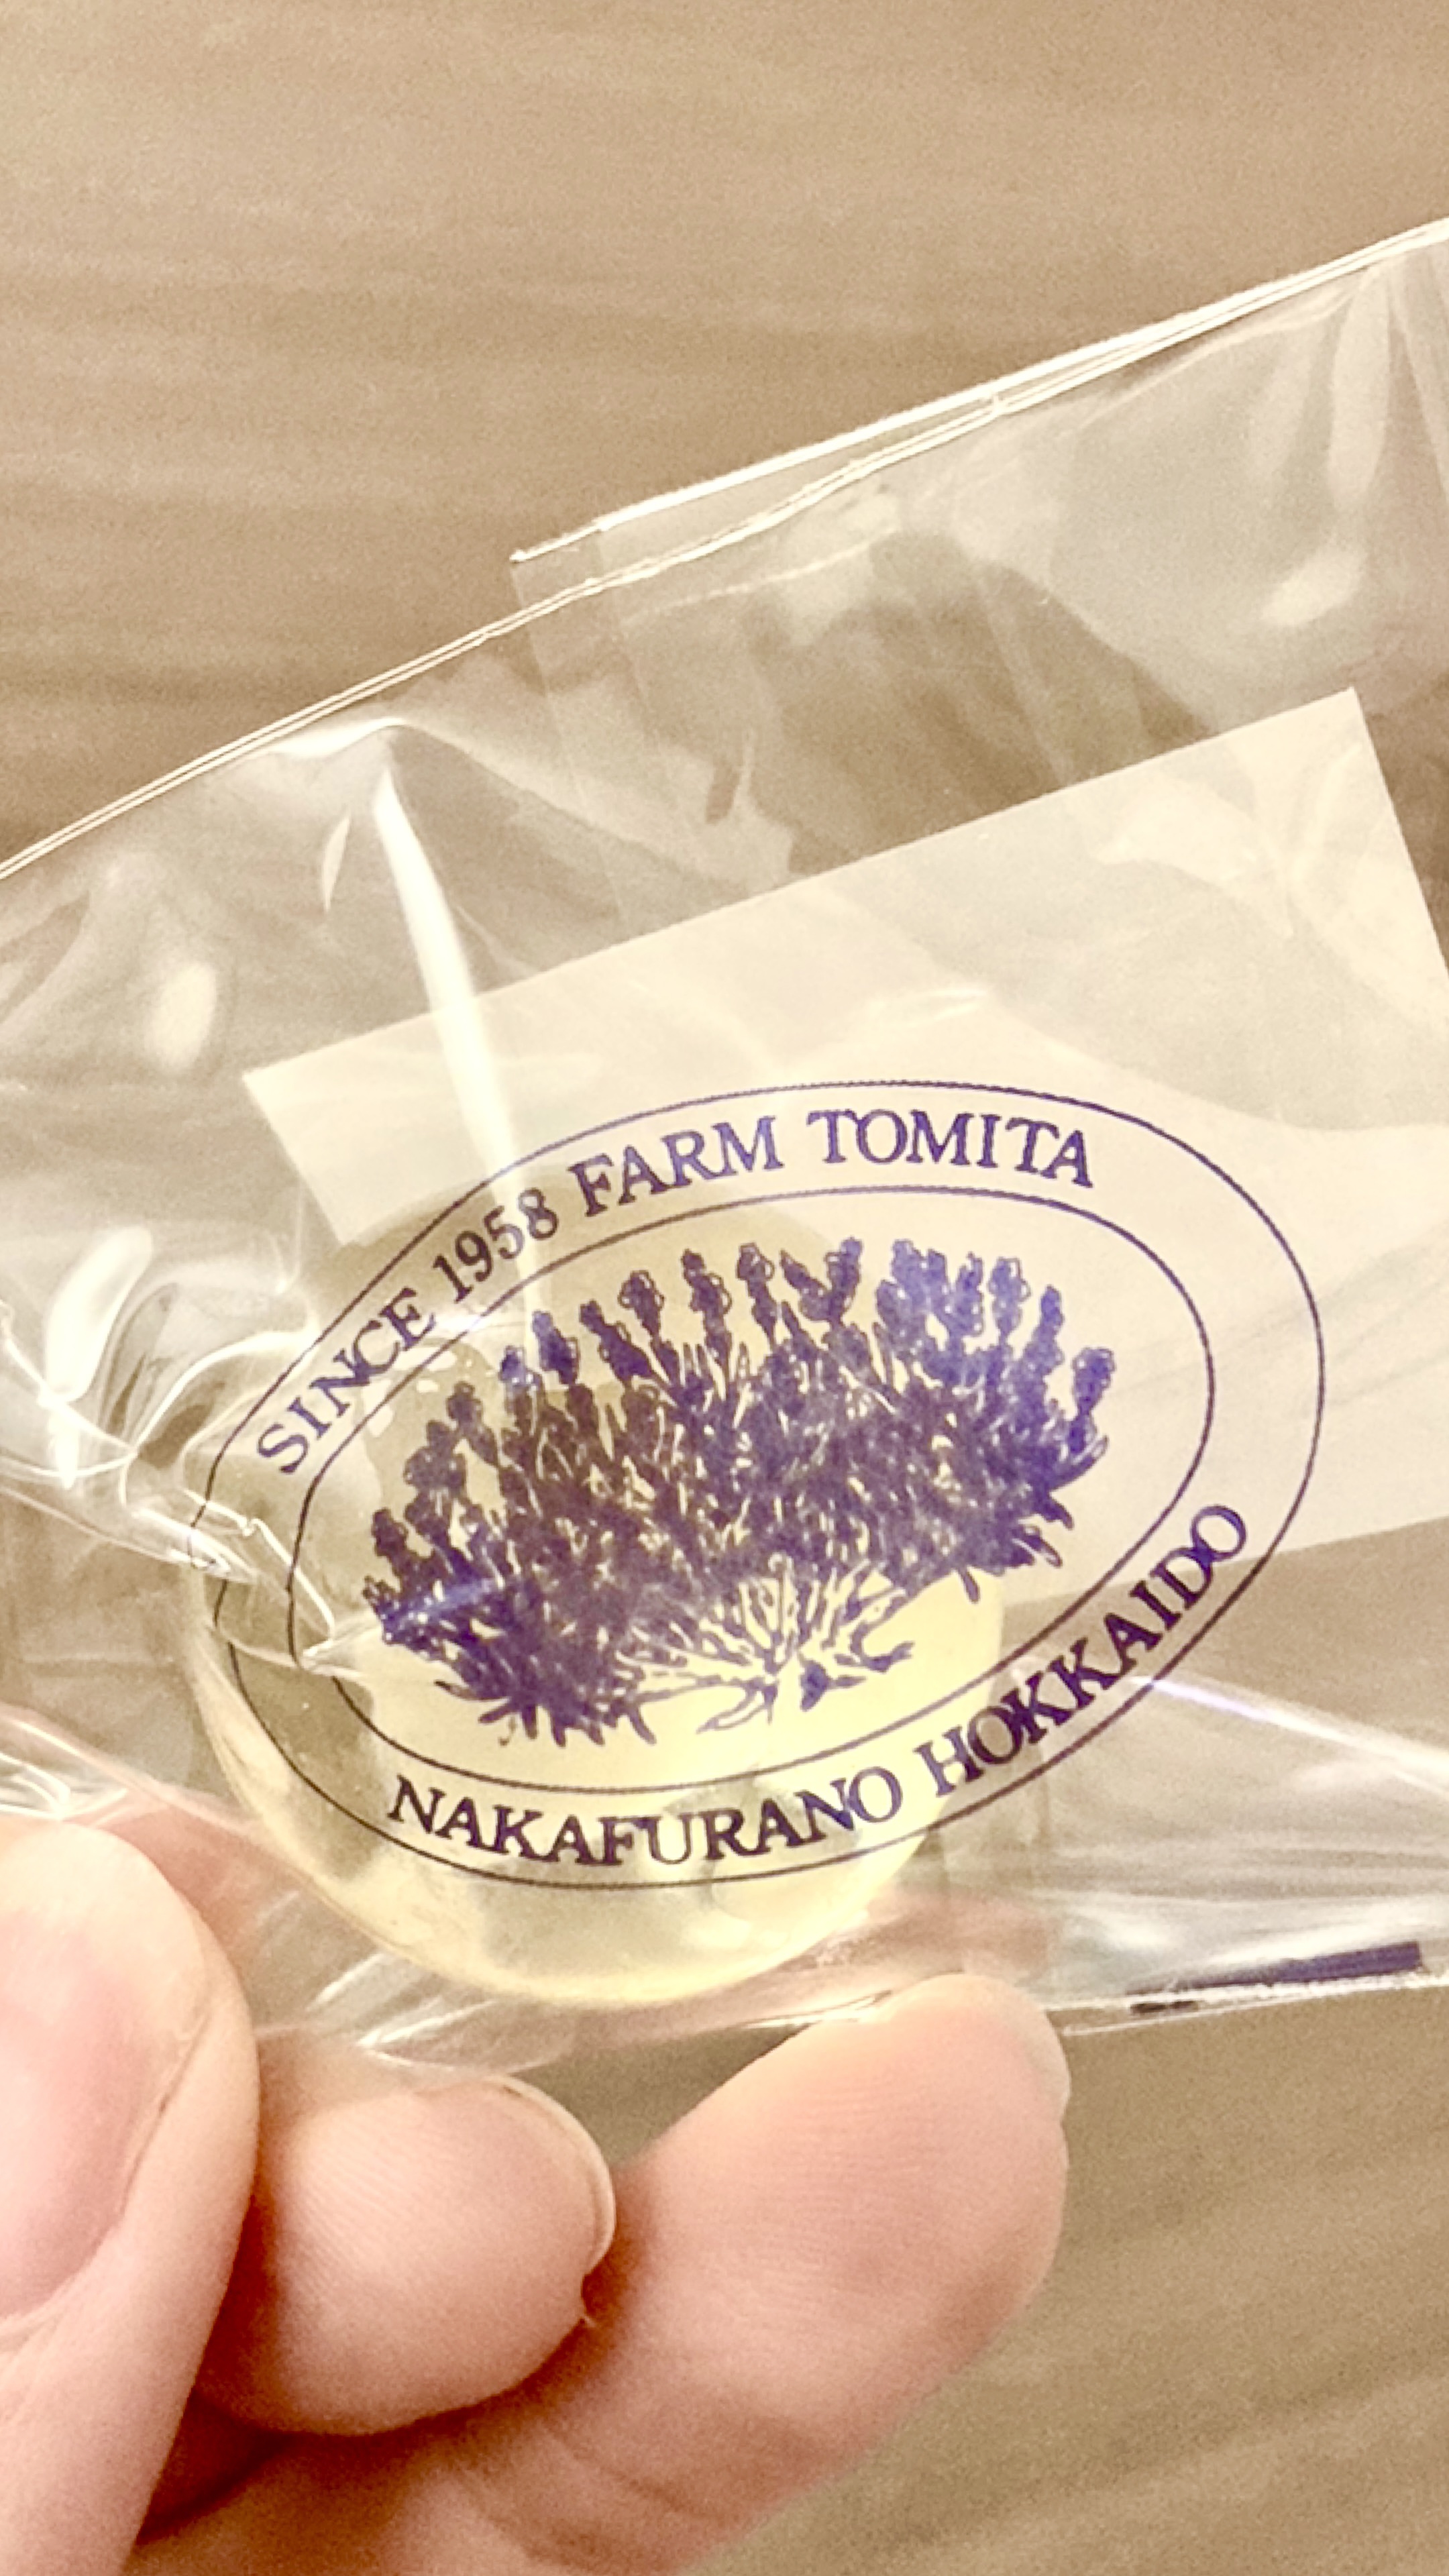 SINCE 1958 FARM TOMITA
NAKAFURANO HOKKAIDO